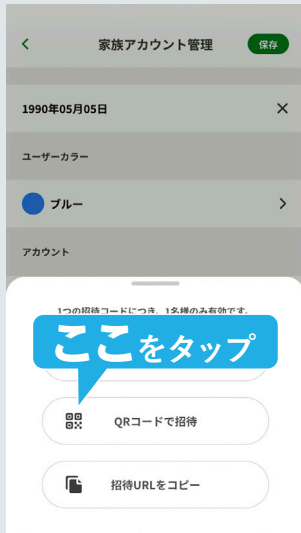 家族アカウント管理
保存
1990年05月05日
ユーザーカラー
ブルー
アカウント
1つの招待コードにつき、1名様のみ有効です。
ここをタップ
QRコードで招待
招待URLをコピー